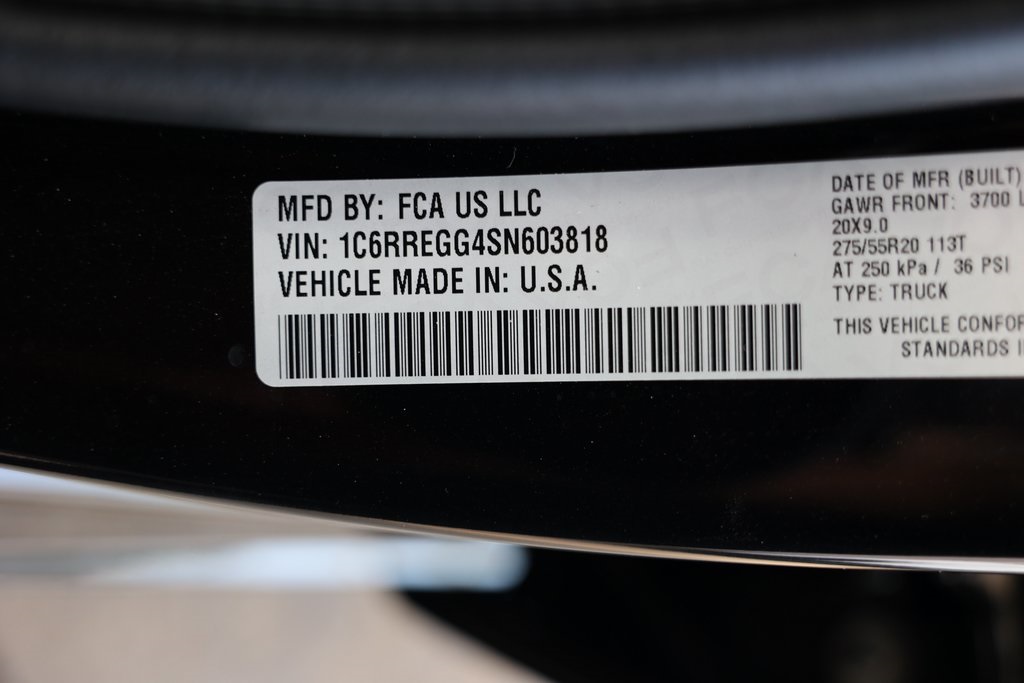 MFD BY: FCA US LLC
VIN: 1C6RREGG4SN603818
VEHICLE MADE IN: U.S.A.
DATE OF MFR (BUILT)
GAWR FRONT: 3700 L
20X9.0
275/55R20 113T
AT 250 kPa / 36 PSI
TYPE: TRUCK
THIS VEHICLE CONFOR
STANDARDS I